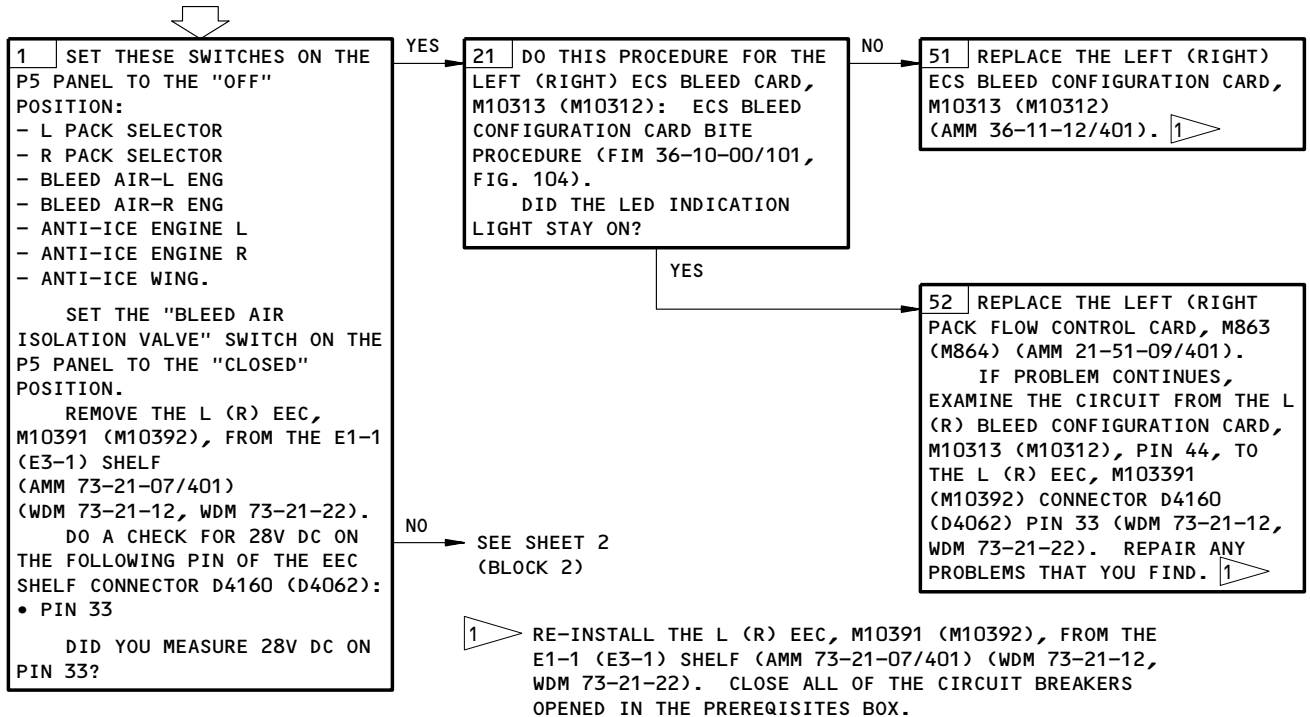 1 SET THESE SWITCHES ON THE
P5 PANEL TO THE "OFF"
POSITION:
– L PACK SELECTOR
– R PACK SELECTOR
– BLEED AIR–L ENG
– BLEED AIR–R ENG
– ANTI–ICE ENGINE L
– ANTI–ICE ENGINE R
– ANTI–ICE WING.
SET THE "BLEED AIR
ISOLATION VALVE" SWITCH ON THE
P5 PANEL TO THE "CLOSED"
POSITION.
REMOVE THE L (R) EEC,
M10391 (M10392), FROM THE E1–1
(E3–1) SHELF
(AMM 73–21–07/401)
(WDM 73–21–12, WDM 73–21–22).
DO A CHECK FOR 28V DC ON
THE FOLLOWING PIN OF THE EEC
SHELF CONNECTOR D4160 (D4062):
• PIN 33
DID YOU MEASURE 28V DC ON
PIN 33?
YES
21 DO THIS PROCEDURE FOR THE
LEFT (RIGHT) ECS BLEED CARD,
M10313 (M10312): ECS BLEED
CONFIGURATION CARD BITE
PROCEDURE (FIM 36–10–00/101,
FIG. 104).
DID THE LED INDICATION
LIGHT STAY ON?
NO
51 REPLACE THE LEFT (RIGHT)
ECS BLEED CONFIGURATION CARD,
M10313 (M10312)
(AMM 36–11–12/401). 1
YES
52 REPLACE THE LEFT (RIGHT
PACK FLOW CONTROL CARD, M863
(M864) (AMM 21–51–09/401).
IF PROBLEM CONTINUES,
EXAMINE THE CIRCUIT FROM THE L
(R) BLEED CONFIGURATION CARD,
M10313 (M10312), PIN 44, TO
THE L (R) EEC, M103391
(M10392) CONNECTOR D4160
(D4062) PIN 33 (WDM 73–21–12,
WDM 73–21–22). REPAIR ANY
PROBLEMS THAT YOU FIND. 1
NO
SEE SHEET 2
(BLOCK 2)
1 RE–INSTALL THE L (R) EEC, M10391 (M10392), FROM THE
E1–1 (E3–1) SHELF (AMM 73–21–07/401) (WDM 73–21–12,
WDM 73–21–22). CLOSE ALL OF THE CIRCUIT BREAKERS
OPENED IN THE PREREQISITES BOX.